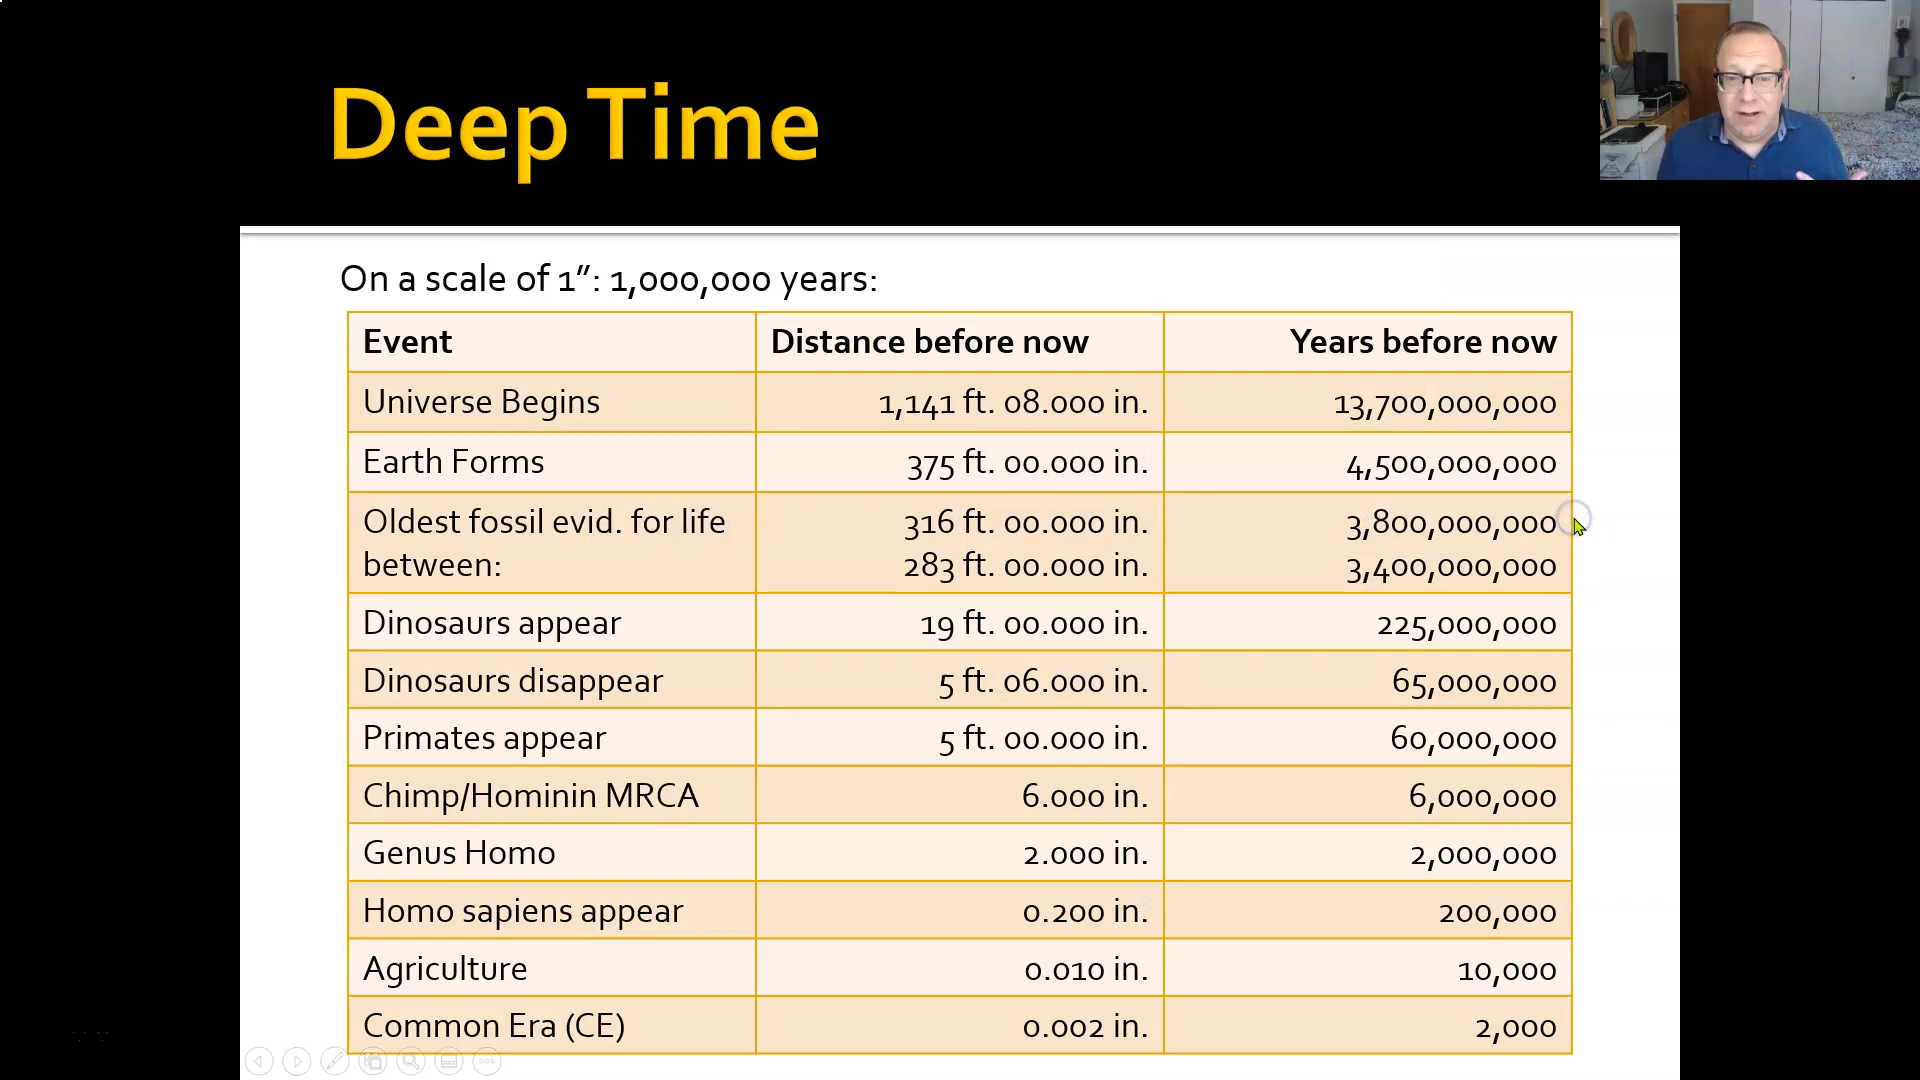 Deep Time
On a scale of 1”: 1,000,000 years:
Event Distance before now Years before now
Universe Begins 1,141 ft. 08.000 in. 13,700,000,000
Earth Forms 375 ft. 00.000 in. 4,500,000,000
Oldest fossil evid. for life 316 ft. 00.000 in. 3,800,000,000
between: 283 ft. 00.000 in. 3,400,000,000
Dinosaurs appear 19 ft. 00.000 in. 225,000,000
Dinosaurs disappear 5 ft. 06.000 in. 65,000,000
Primates appear 5 ft. 00.000 in. 60,000,000
Chimp/Hominin MRCA 6.000 in. 6,000,000
Genus Homo 2.000 in. 2,000,000
Homo sapiens appear 0.200 in. 200,000
Agriculture 0.010 in. 10,000
Common Era (CE) 0.002 in. 2,000